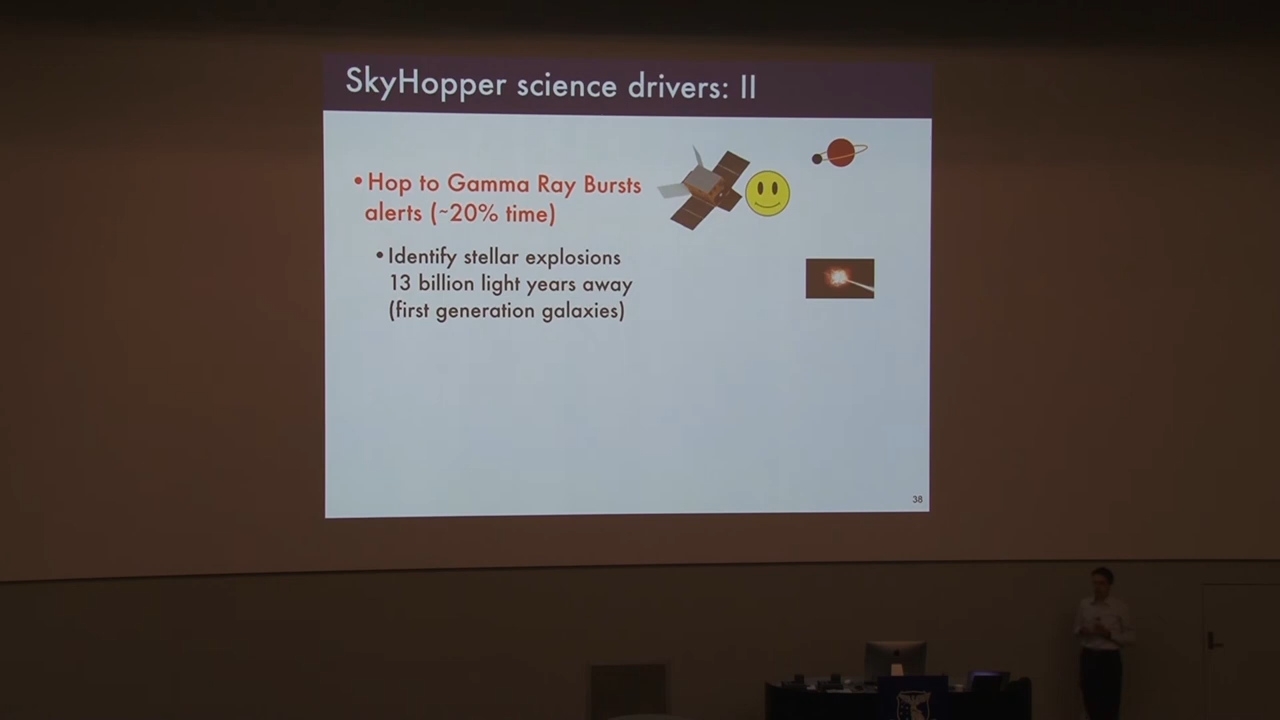 SkyHopper science drivers: II
•Hop to Gamma Ray Bursts
alerts (~20% time)
•Identify stellar explosions
13 billion light years away
(first generation galaxies)
38